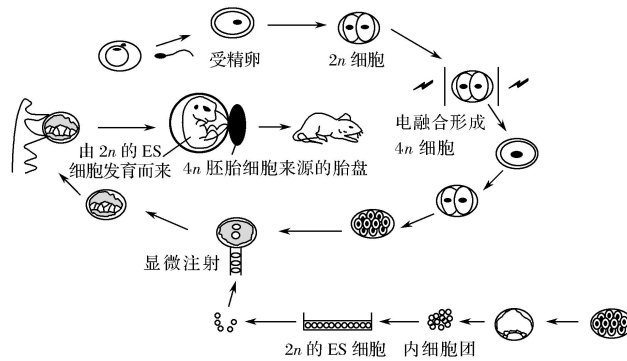 受精卵
2n 细胞
电融合形成
4n 细胞
由 2n 的 ES
细胞发育而来
4n 胚胎细胞来源的胎盘
显微注射
2n 的 ES 细胞
内细胞团